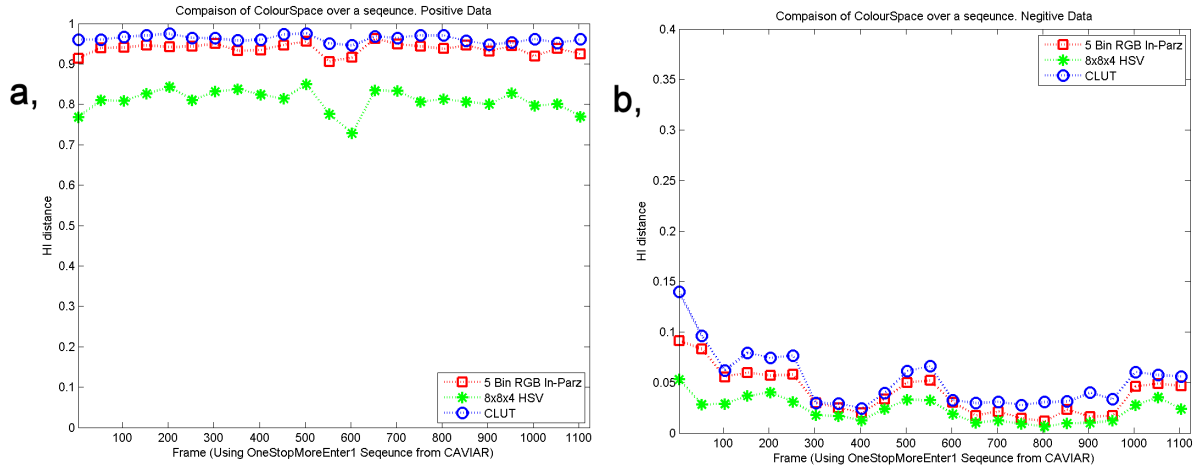 a,
Compaison of ColourSpace over a seqeunce. Positive Data
1
0.9
0.8
0.7
0.6
0.5
0.4
0.3
0.2
0.1
0
HI distance
5 Bin RGB In-Parz
8x8x4 HSV
CLUT
100 200 300 400 500 600 700 800 900 1000 1100
Frame (Using OneStopMoreEnter1 Seqeunce from CAVIAR)
b,
Compaison of ColourSpace over a seqeunce. Negitive Data
0.4
0.35
0.3
0.25
0.2
0.15
0.1
0.05
0
HI distance
5 Bin RGB In-Parz
8x8x4 HSV
CLUT
100 200 300 400 500 600 700 800 900 1000 1100
Frame (Using OneStopMoreEnter1 Seqeunce from CAVIAR)